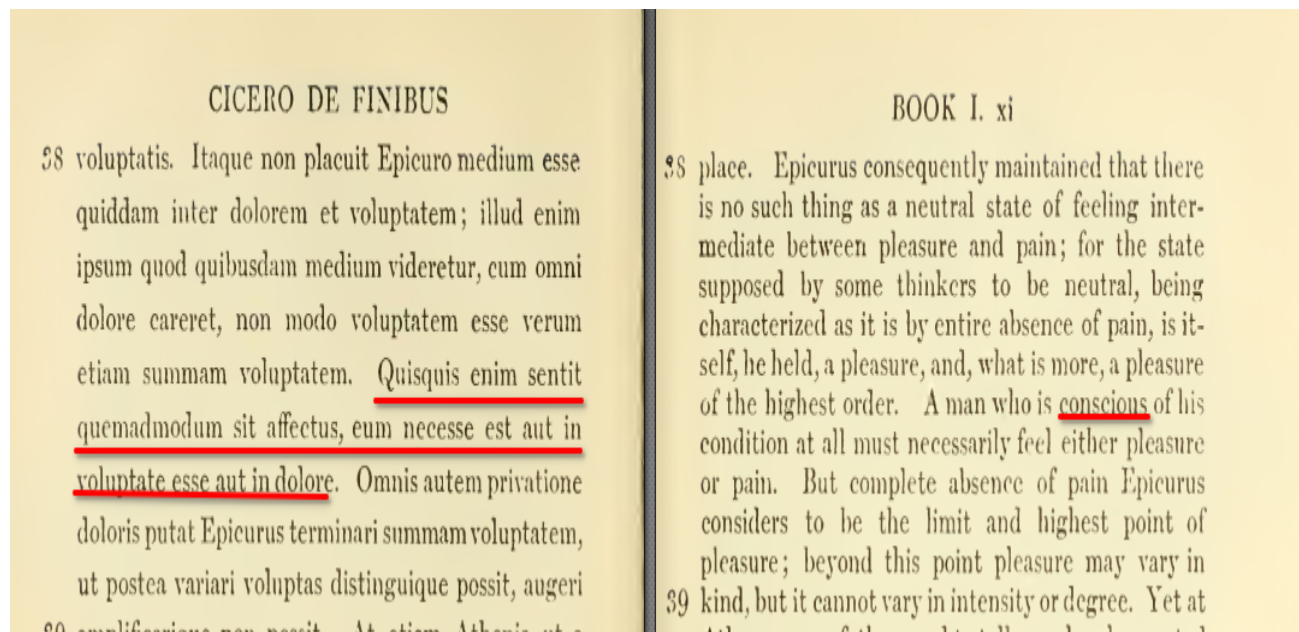 CICERO DE FINIBUS
38 voluptatis. Itaque non placuit Epicuro medium esse
quiddam inter dolorem et voluptatem; illud enim
ipsum quod quibusdam medium videretur, cum omni
dolore careret, non modo voluptatem esse verum
etiam summam voluptatem. Quisquis enim sentit
quemadmodum sit affectus, eum necesse est aut in
voluptate esse aut in dolore. Omnis autem privatione
doloris putat Epicurus terminari summam voluptatem,
ut postea variari voluptas distinguique possit, augeri
BOOK I. xi
38 place. Epicurus consequently maintained that there
is no such thing as a neutral state of feeling inter-
mediate between pleasure and pain; for the state
supposed by some thinkers to be neutral, being
characterized as it is by entire absence of pain, is it-
self, he held, a pleasure, and, what is more, a pleasure
of the highest order. A man who is conscious of his
condition at all must necessarily feel either pleasure
or pain. But complete absence of pain Epicurus
considers to be the limit and highest point of
pleasure; beyond this point pleasure may vary in
39 kind, but it cannot vary in intensity or degree. Yet at